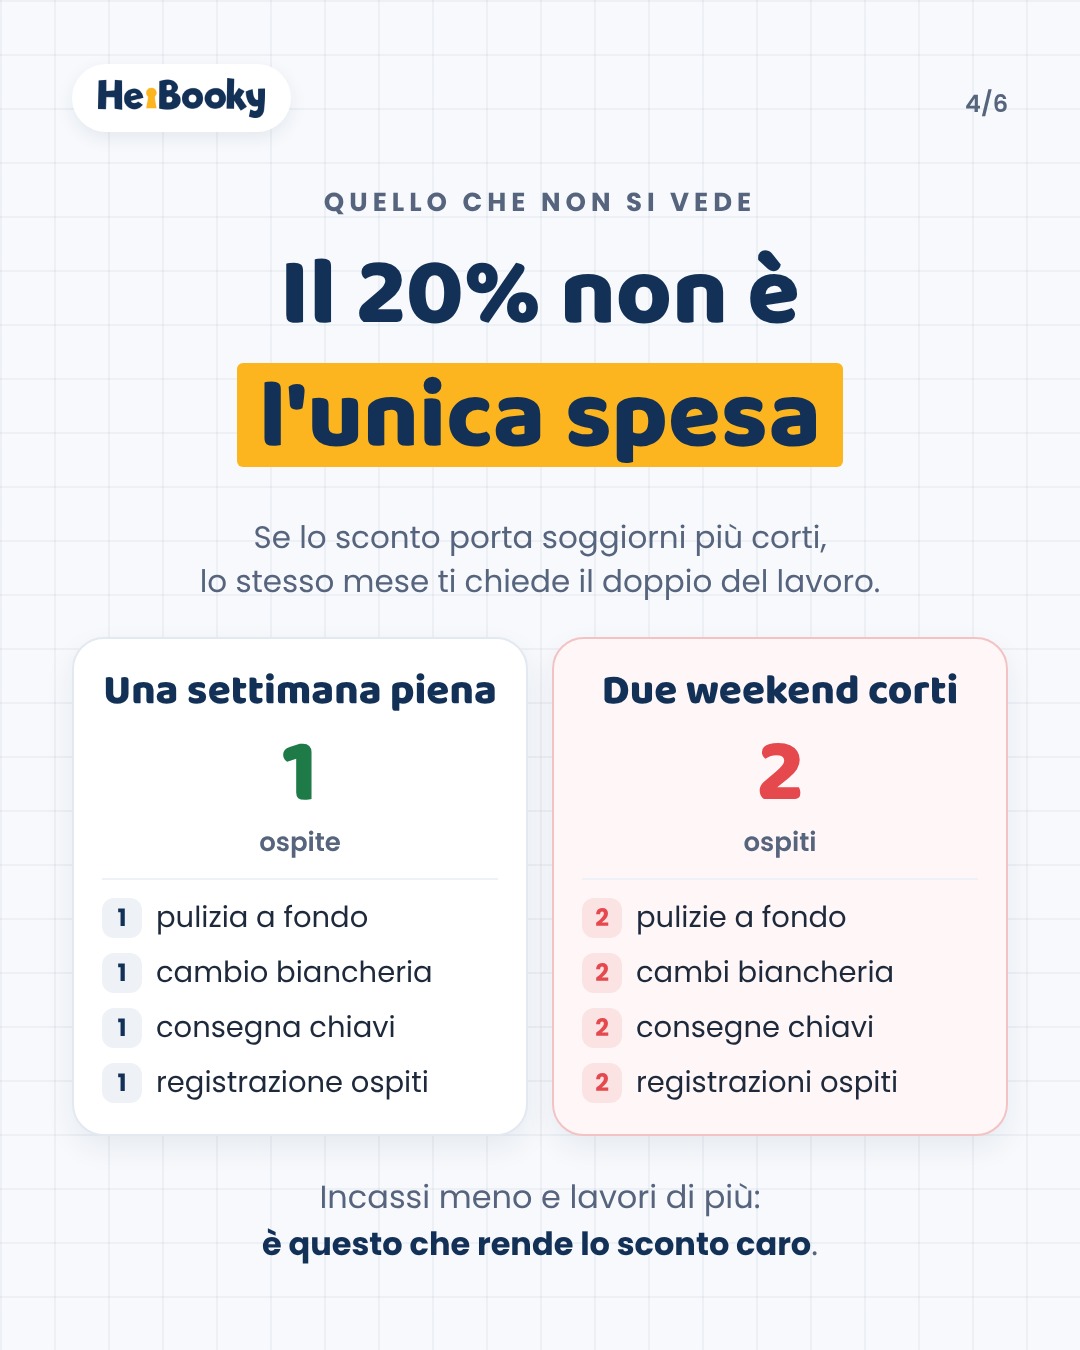 HeiBooky
4/6
QUELLO CHE NON SI VEDE
Il 20% non è
l'unica spesa
Se lo sconto porta soggiorni più corti,
lo stesso mese ti chiede il doppio del lavoro.
Una settimana piena
1
ospite
1 pulizia a fondo
1 cambio biancheria
1 consegna chiavi
1 registrazione ospiti
Due weekend corti
2
ospiti
2 pulizie a fondo
2 cambi biancheria
2 consegne chiavi
2 registrazioni ospiti
Incassi meno e lavori di più:
è questo che rende lo sconto caro.